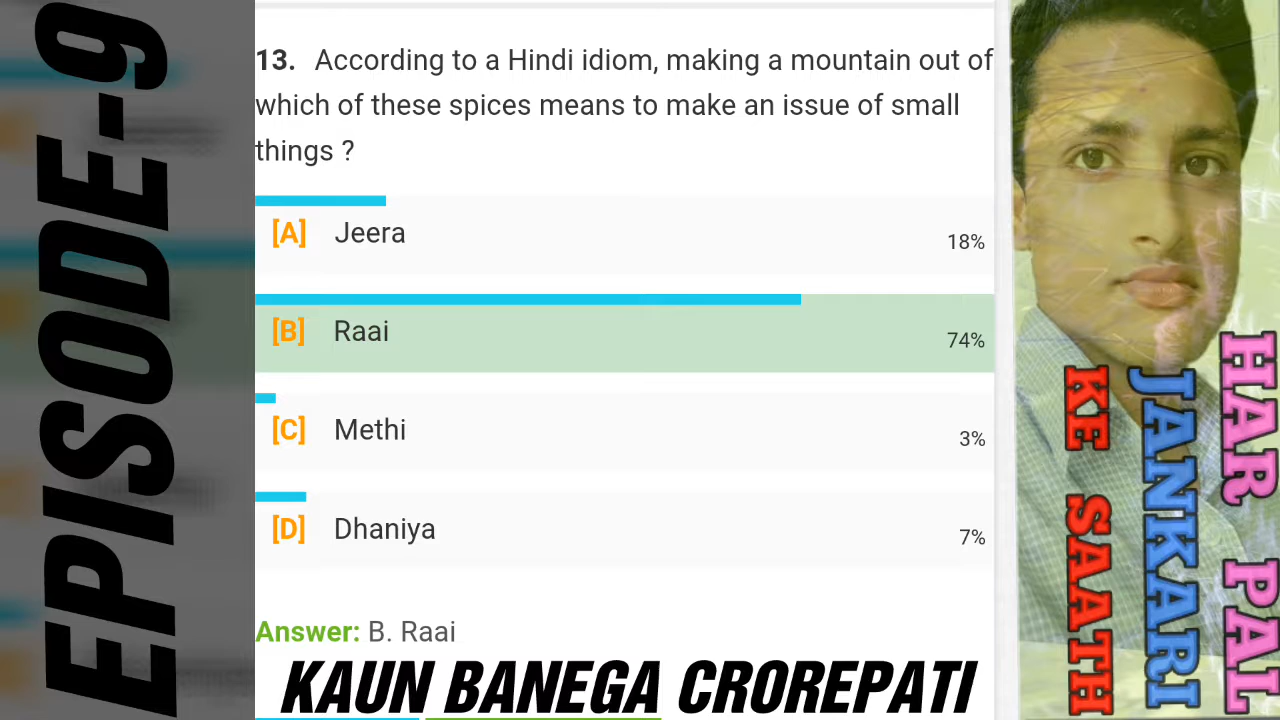 EPISODE-9
13. According to a Hindi idiom, making a mountain out of
which of these spices means to make an issue of small
things ?
[A] Jeera
18%
[B] Raai
74%
[C] Methi
3%
[D] Dhaniya
7%
Answer: B. Raai
KAUN BANEGA CROREPATI
HAR PAL
JANKARI
KE SAATH